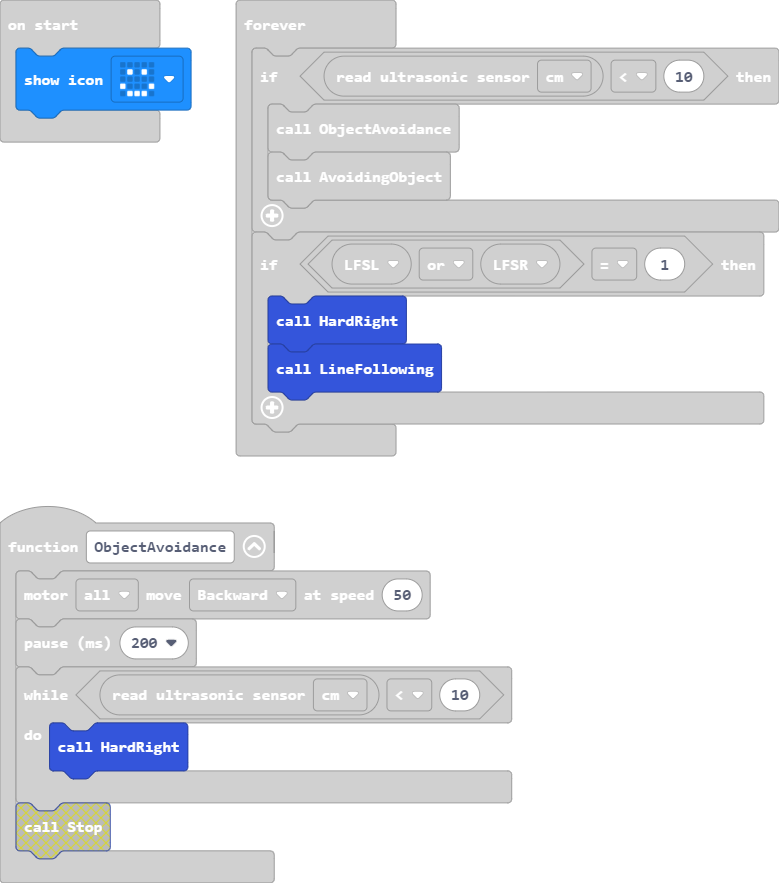 on start
show icon
forever
if read ultrasonic sensor cm < 10 then
call ObjectAvoidance
call AvoidingObject
if LFSL or LFSR = 1 then
call HardRight
call LineFollowing
function ObjectAvoidance
motor all move Backward at speed 50
pause (ms) 200
while read ultrasonic sensor cm < 10
do
call HardRight
call Stop